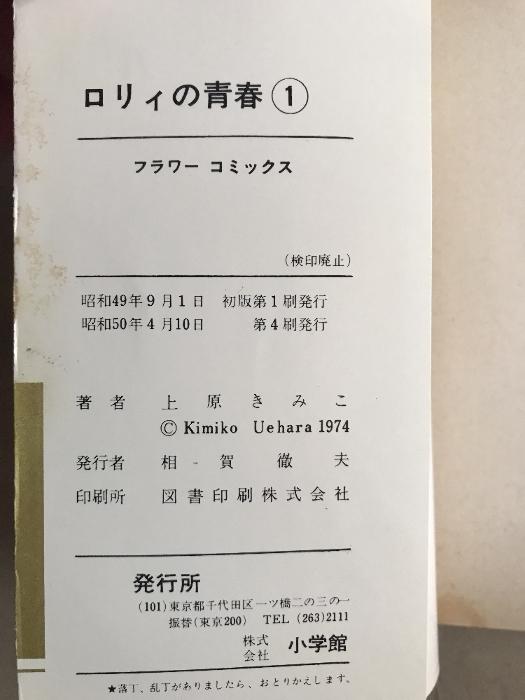 ロリィの青春①
フラワー コミックス
(検印廃止)
昭和49年9月1日 初版第1刷発行
昭和50年4月10日 第4刷発行
著者 上原きみこ
© Kimiko Uehara 1974
発行者 相賀徹夫
印刷所 図書印刷株式会社
発行所
(101)東京都千代田区一ツ橋二の三の一
振替(東京200) TEL (263)2111
株式会社 小学館
★落丁、乱丁がありましたら、おとりかえします。